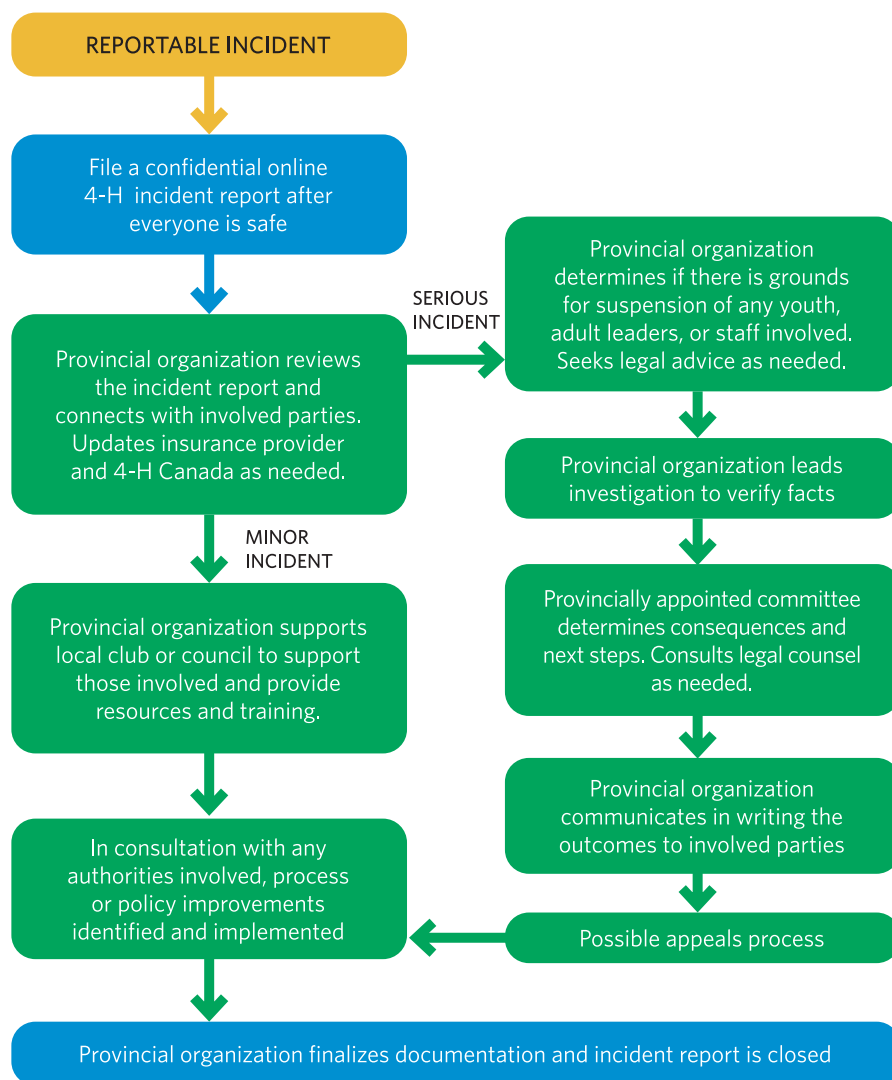 REPORTABLE INCIDENT
File a confidential online
4-H incident report after
everyone is safe
Provincial organization reviews
the incident report and
connects with involved parties.
Updates insurance provider
and 4-H Canada as needed.
SERIOUS
INCIDENT
Provincial organization
determines if there is grounds
for suspension of any youth,
adult leaders, or staff involved.
Seeks legal advice as needed.
Provincial organization leads
investigation to verify facts
Provincially appointed committee
determines consequences and
next steps. Consults legal counsel
as needed.
Provincial organization
communicates in writing the
outcomes to involved parties
Possible appeals process
MINOR
INCIDENT
Provincial organization supports
local club or council to support
those involved and provide
resources and training.
In consultation with any
authorities involved, process
or policy improvements
identified and implemented
Provincial organization finalizes documentation and incident report is closed